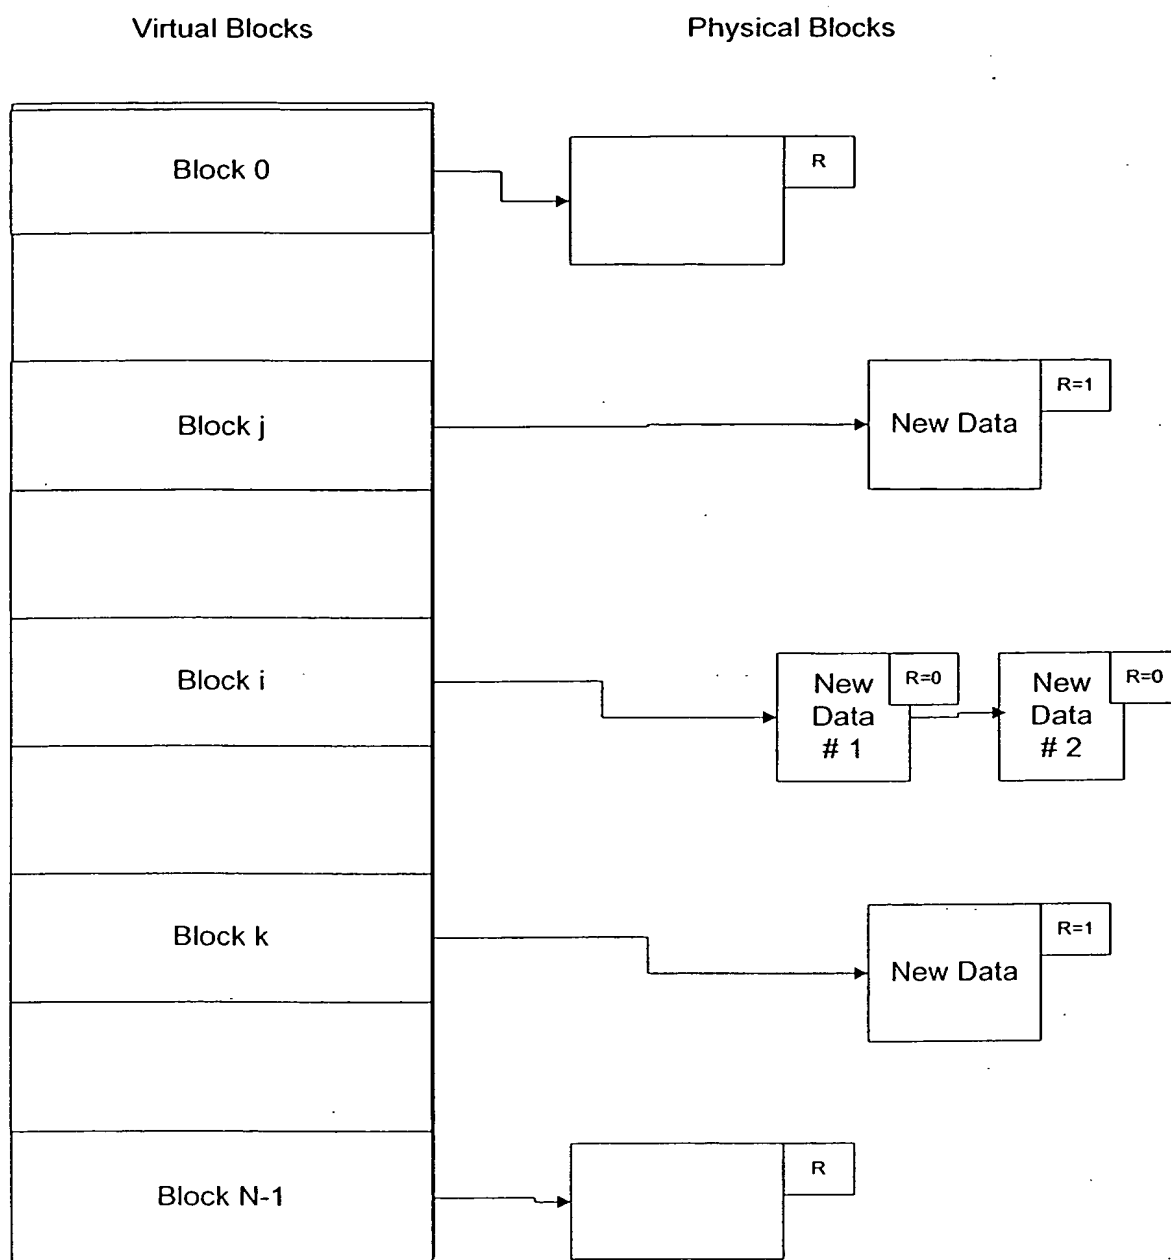 Virtual Blocks
Physical Blocks
Block 0
R
Block j
New Data
R=1
Block i
New
Data
# 1
R=0
New
Data
# 2
R=0
Block k
New Data
R=1
Block N-1
R